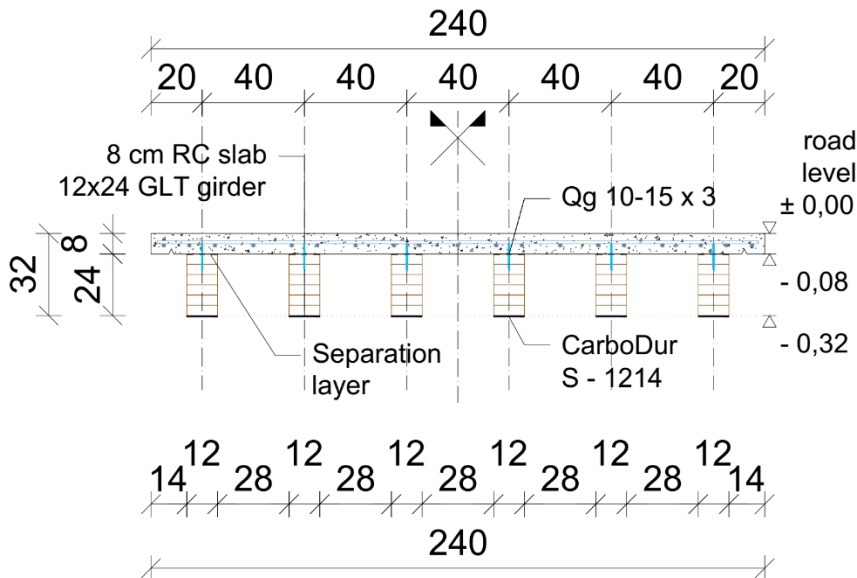 240
20 40 40 40 40 40 20
8 cm RC slab
12x24 GLT girder
road
level
± 0,00
Qg 10-15 x 3
32
8
24
- 0,08
- 0,32
Separation
layer
CarboDur
S - 1214
12 12 12 12 12 12
14 28 28 28 28 28 14
240